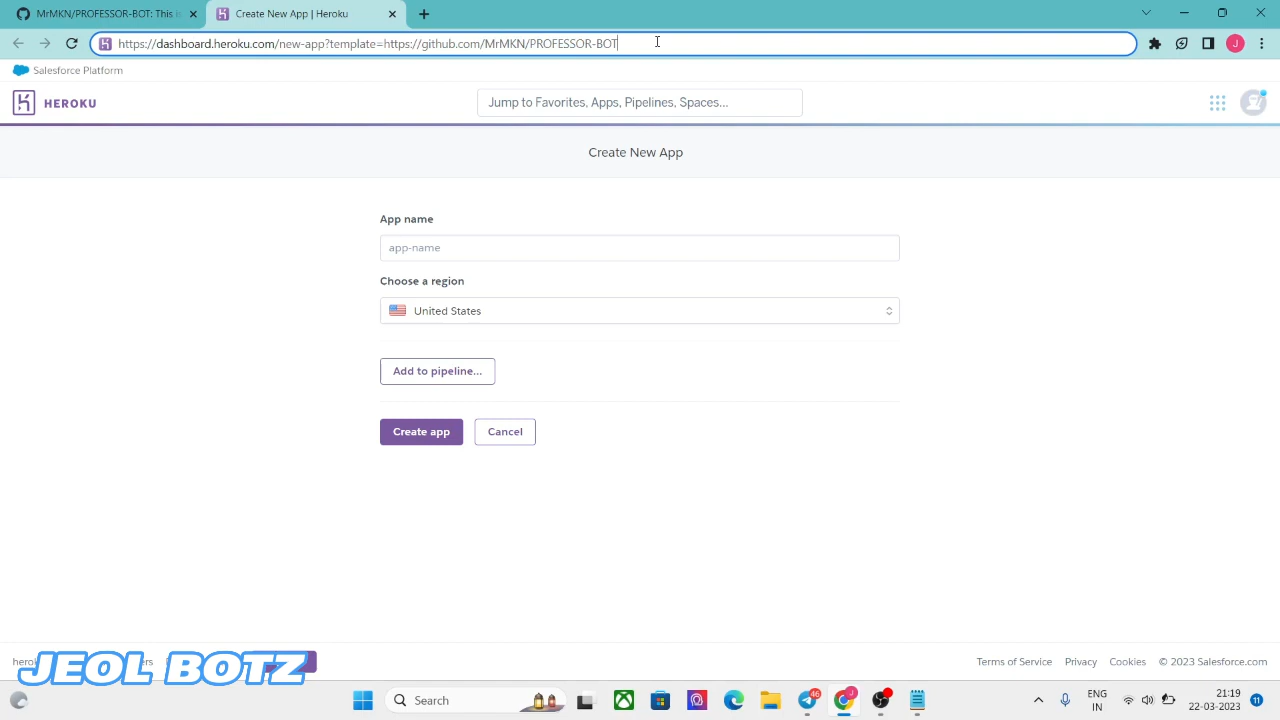 MrMKN/PROFESSOR-BOT: This
Create New App | Heroku
https://dashboard.heroku.com/new-app?template=https://github.com/MrMKN/PROFESSOR-BOT
J
Salesforce Platform
HEROKU
Jump to Favorites, Apps, Pipelines, Spaces...
Create New App
App name
app-name
Choose a region
United States
Add to pipeline...
Create app
Cancel
JEOL BOTZ
Terms of Service
Privacy
Cookies
© 2023 Salesforce.com
Search
46
J
ENG
IN
21:19
22-03-2023
11